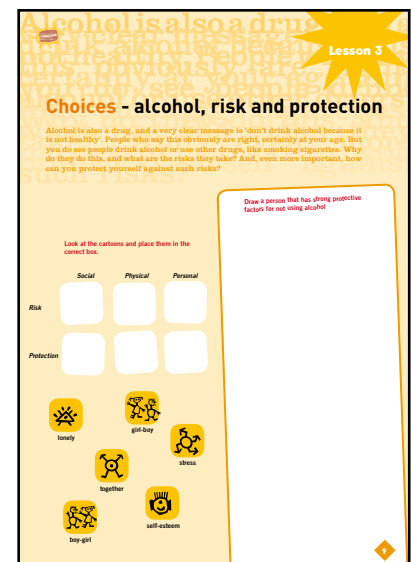 Lesson 3
Choices - alcohol, risk and protection
Alcohol is also a drug, and a very clear message is 'don't drink alcohol because it
is not healthy'. People who say this obviously are right, certainly at your age. But
you do see people drink alcohol or use other drugs, like smoking cigarettes. Why
do they do this, and what are the risks they take? And, even more important, how
can you protect yourself against such risks?
Look at the cartoons and place them in the
correct box.
Social Physical Personal
Risk
Protection
lonely
girl-boy
stress
together
self-esteem
boy-girl
Draw a person that has strong protective
factors for not using alcohol
9